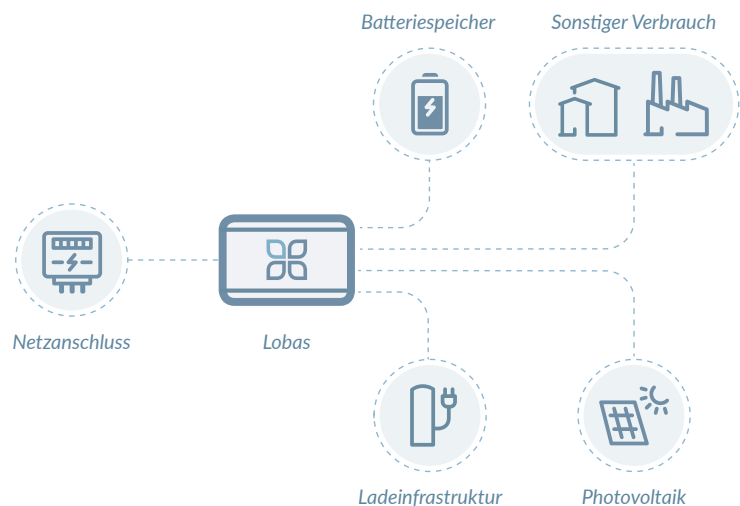 Batteriespeicher
Sonstiger Verbrauch
Netzanschluss
Lobas
Ladeinfrastruktur
Photovoltaik